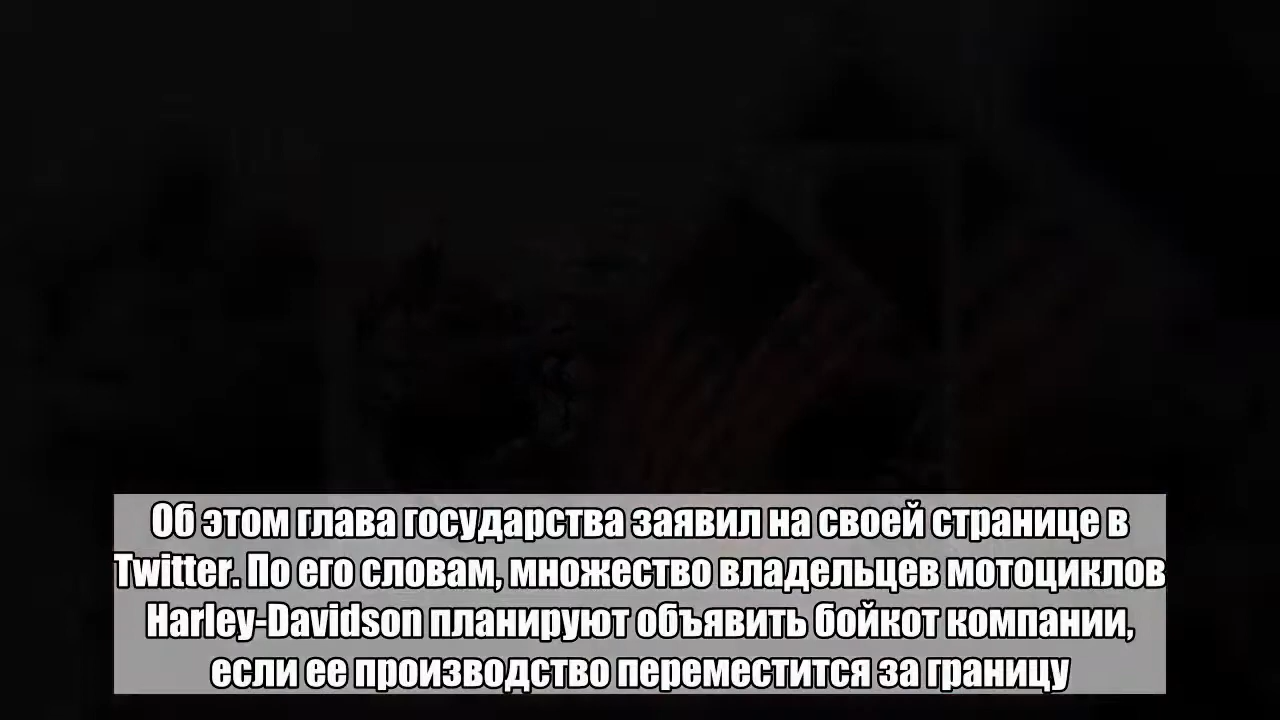 Об этом глава государства заявил на своей странице в
Twitter. По его словам, множество владельцев мотоциклов
Harley-Davidson планируют объявить бойкот компании,
если ее производство переместится за границу